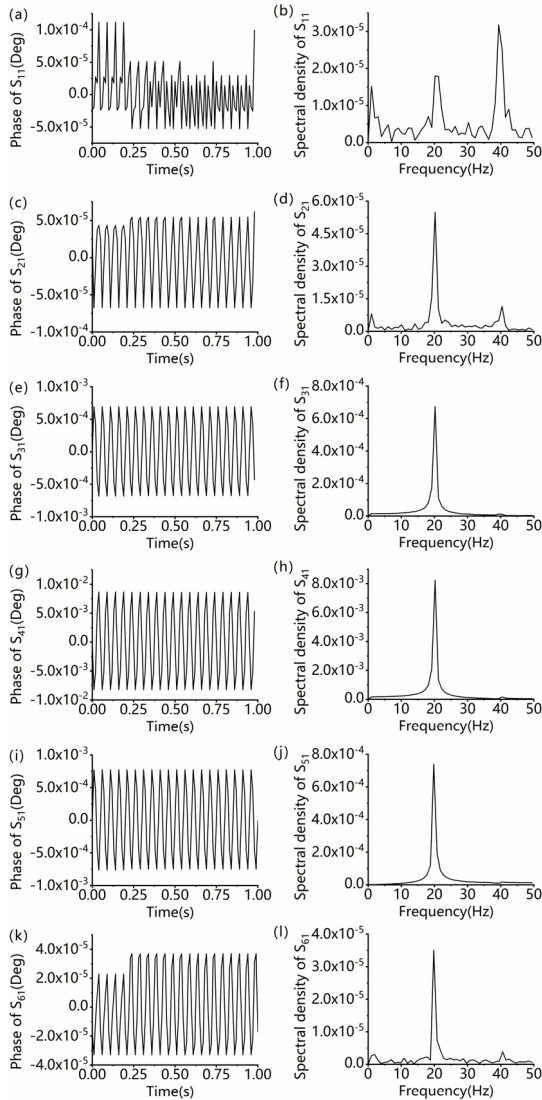 (a)
Phase of S11(Deg)
1.0x10-4
5.0x10-5
0.0
-5.0x10-5
0.00 0.25 0.50 0.75 1.00
Time(s)
(b)
Spectral density of S11
3.0x10-5
2.0x10-5
1.0x10-5
0.0
0 10 20 30 40 50
Frequency(Hz)
(c)
Phase of S21(Deg)
5.0x10-5
0.0
-5.0x10-5
-1.0x10-4
0.00 0.25 0.50 0.75 1.00
Time(s)
(d)
Spectral density of S21
6.0x10-5
4.5x10-5
5.0x10-5
1.5x10-5
0.0
0 10 20 30 40 50
Frequency(Hz)
(e)
Phase of S31(Deg)
1.0x10-3
5.0x10-4
0.0
-5.0x10-4
-1.0x10-3
0.00 0.25 0.50 0.75 1.00
Time(s)
(f)
Spectral density of S31
8.0x10-4
6.0x10-4
4.0x10-4
2.0x10-4
0.0
0 10 20 30 40 50
Frequency(Hz)
(g)
Phase of S41(Deg)
1.0x10-2
5.0x10-3
0.0
-5.0x10-3
-1.0x10-2
0.00 0.25 0.50 0.75 1.00
Time(s)
(h)
Spectral density of S41
8.0x10-3
6.0x10-3
4.0x10-3
2.0x10-3
0.0
0 10 20 30 40 50
Frequency(Hz)
(i)
Phase of S51(Deg)
1.0x10-3
5.0x10-4
0.0
-5.0x10-4
-1.0x10-3
0.00 0.25 0.50 0.75 1.00
Time(s)
(j)
Spectral density of S51
8.0x10-4
6.0x10-4
4.0x10-4
2.0x10-4
0.0
0 10 20 30 40 50
Frequency(Hz)
(k)
Phase of S61(Deg)
4.0x10-5
2.0x10-5
0.0
-2.0x10-5
-4.0x10-5
0.00 0.25 0.50 0.75 1.00
Time(s)
(l)
Spectral density of S61
4.0x10-5
3.0x10-5
2.0x10-5
1.0x10-5
0.0
0 10 20 30 40 50
Frequency(Hz)